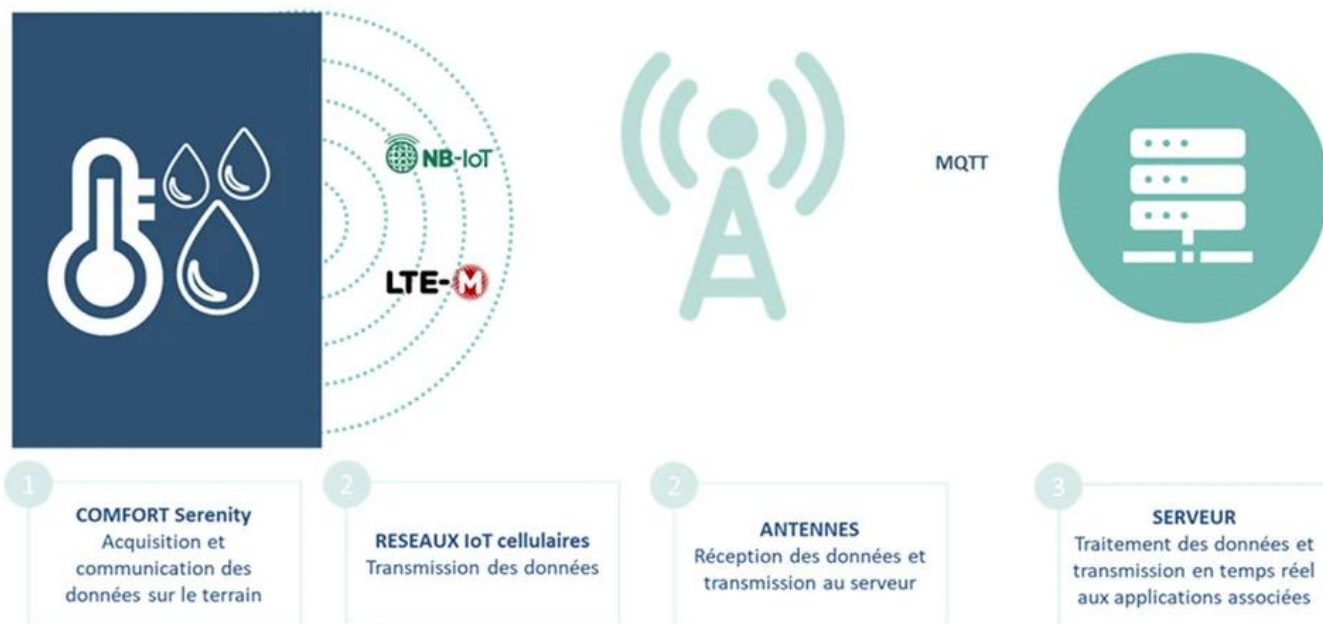 NB-IoT
LTE-M
MQTT
1
COMFORT Serenity
Acquisition et
communication des
données sur le terrain
2
RESEAUX IoT cellulaires
Transmission des données
2
ANTENNES
Réception des données et
transmission au serveur
3
SERVEUR
Traitement des données et
transmission en temps réel
aux applications associées